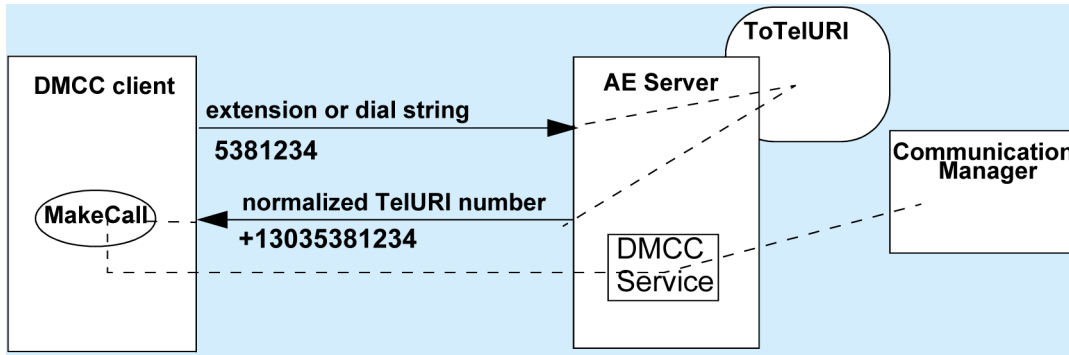 ToTelURI
DMCC client
AE Server
extension or dial string
5381234
Communication
Manager
normalized TelURI number
MakeCall
+13035381234
DMCC
Service